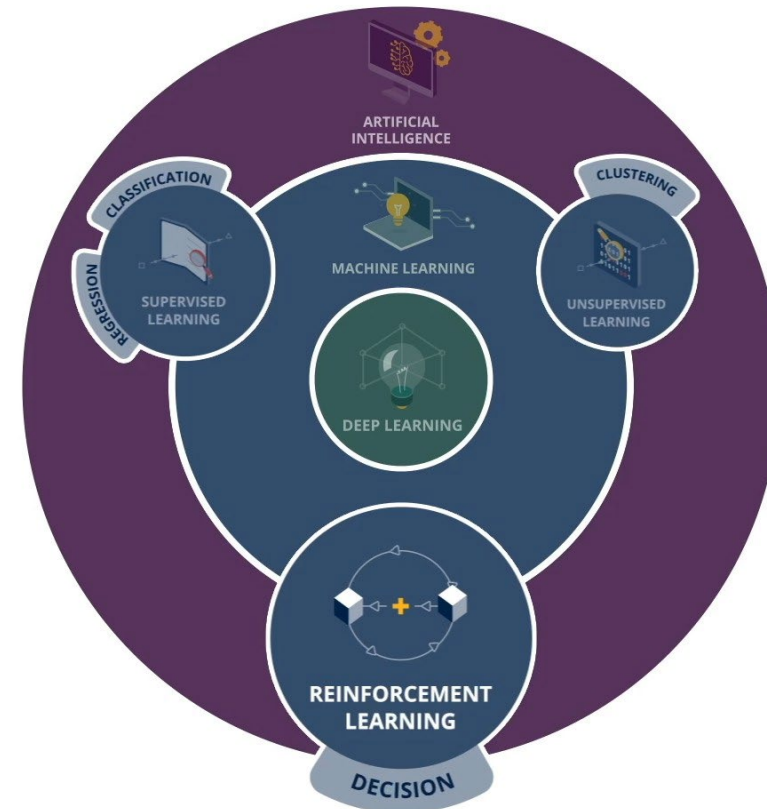 ARTIFICIAL
INTELLIGENCE
CLASSIFICATION
REGRESSION
SUPERVISED
LEARNING
MACHINE LEARNING
CLUSTERING
UNSUPERVISED
LEARNING
DEEP LEARNING
REINFORCEMENT
LEARNING
DECISION